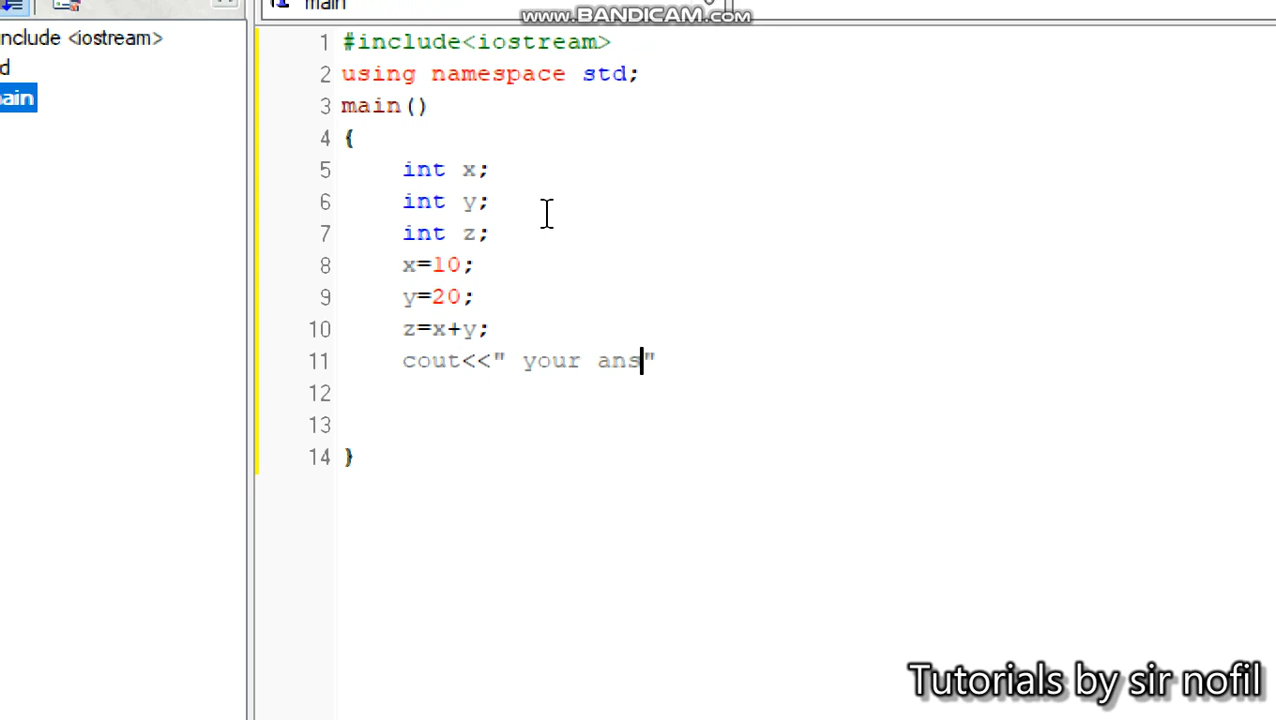 main
www.BANDICAM.com
include <iostream>
d
ain
1 #include<iostream>
2 using namespace std;
3 main()
4 {
5 int x;
6 int y;
7 int z;
8 x=10;
9 y=20;
10 z=x+y;
11 cout<<" your ans"
12
13
14 }
Tutorials by sir nofil